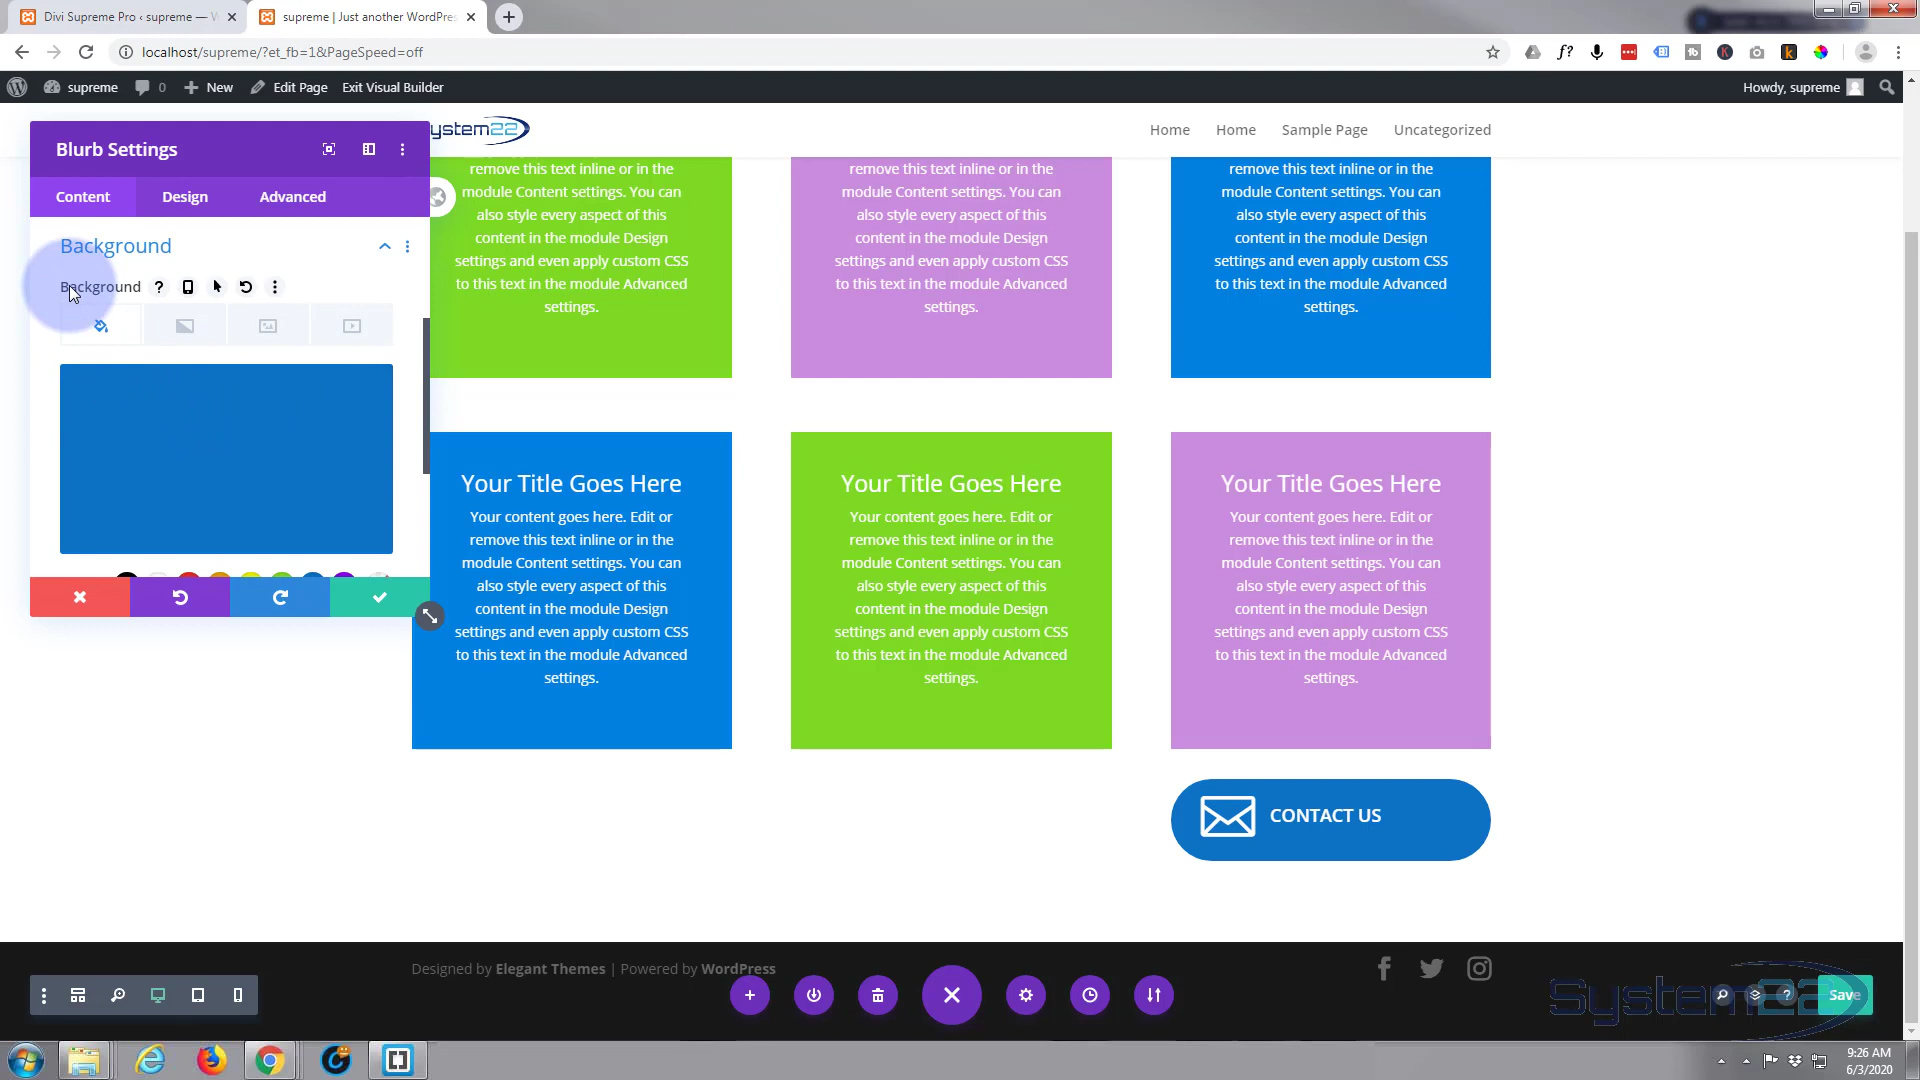 Divi Supreme Pro ‹ supreme — W
supreme | Just another WordPres
localhost/supreme/?et_fb=1&PageSpeed=off
supreme
0
New
Edit Page
Exit Visual Builder
Howdy, supreme
Blurb Settings
Content
Design
Advanced
Background
Background
ystem22
Home
Home
Sample Page
Uncategorized
remove this text inline or in the
module Content settings. You can
also style every aspect of this
content in the module Design
settings and even apply custom CSS
to this text in the module Advanced
settings.
remove this text inline or in the
module Content settings. You can
also style every aspect of this
content in the module Design
settings and even apply custom CSS
to this text in the module Advanced
settings.
remove this text inline or in the
module Content settings. You can
also style every aspect of this
content in the module Design
settings and even apply custom CSS
to this text in the module Advanced
settings.
Your Title Goes Here
Your content goes here. Edit or
remove this text inline or in the
module Content settings. You can
also style every aspect of this
content in the module Design
settings and even apply custom CSS
to this text in the module Advanced
settings.
Your Title Goes Here
Your content goes here. Edit or
remove this text inline or in the
module Content settings. You can
also style every aspect of this
content in the module Design
settings and even apply custom CSS
to this text in the module Advanced
settings.
Your Title Goes Here
Your content goes here. Edit or
remove this text inline or in the
module Content settings. You can
also style every aspect of this
content in the module Design
settings and even apply custom CSS
to this text in the module Advanced
settings.
CONTACT US
Designed by Elegant Themes | Powered by WordPress
System22
Save
9:26 AM
6/3/2020